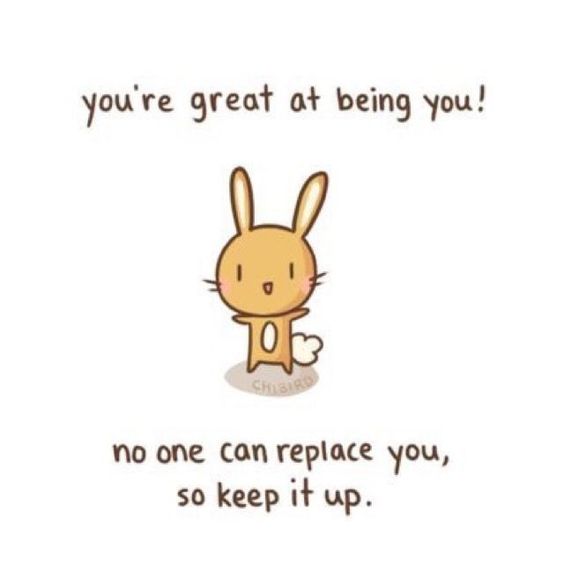 you're great at being you!
CHIBIRD
no one can replace you,
so keep it up.